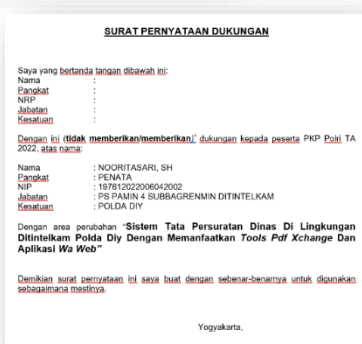 SURAT PERNYATAAN DUKUNGAN
Saya yang bertanda tangan dibawah ini:
Nama :
Pangkat :
NRP :
Jabatan :
Kesatuan :
Dengan ini (tidak memberikan/memberikan)* dukungan kepada peserta PKP Polri TA
2022, atas nama:
Nama : NOORITASARI, SH
Pangkat : PENATA
NIP : 197812022006042002
Jabatan : PS PAMIN 4 SUBBAGRENMIN DITINTELKAM
Kesatuan : POLDA DIY
Dengan area perubahan "Sistem Tata Persuratan Dinas Di Lingkungan
Ditintelkam Polda Diy Dengan Memanfaatkan Tools Pdf Xchange Dan
Aplikasi Wa Web"
Demikian surat pernyataan ini saya buat dengan sebenar-benarnya untuk digunakan
sebagaimana mestinya.
Yogyakarta,